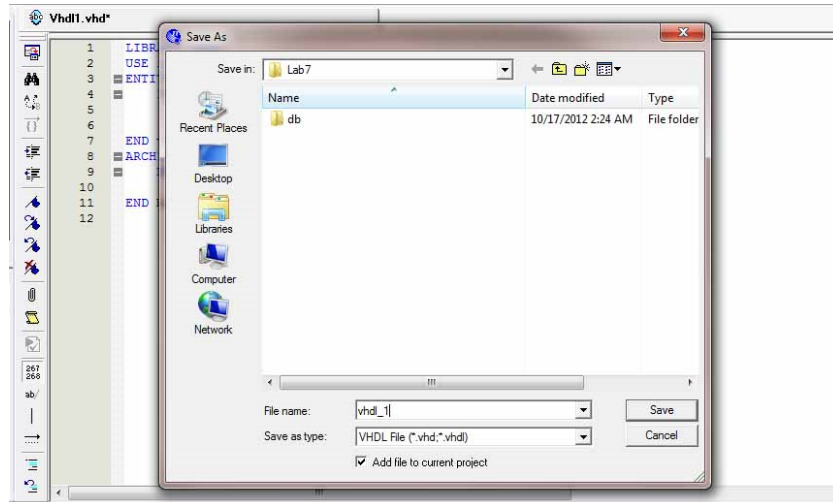 Vhdl1.vhd*
Save As
Save in: Lab7
Name Date modified Type
db 10/17/2012 2:24 AM File folder
Recent Places
Desktop
Libraries
Computer
Network
File name: vhdl_1
Save
Save as type: VHDL File (*.vhd;*.vhdl)
Cancel
Add file to current project
1 LIBR
2 USE
3 ENTI
4
5
6
7 END
8 ARCH
9
10
11 END
12
267
268
ab/